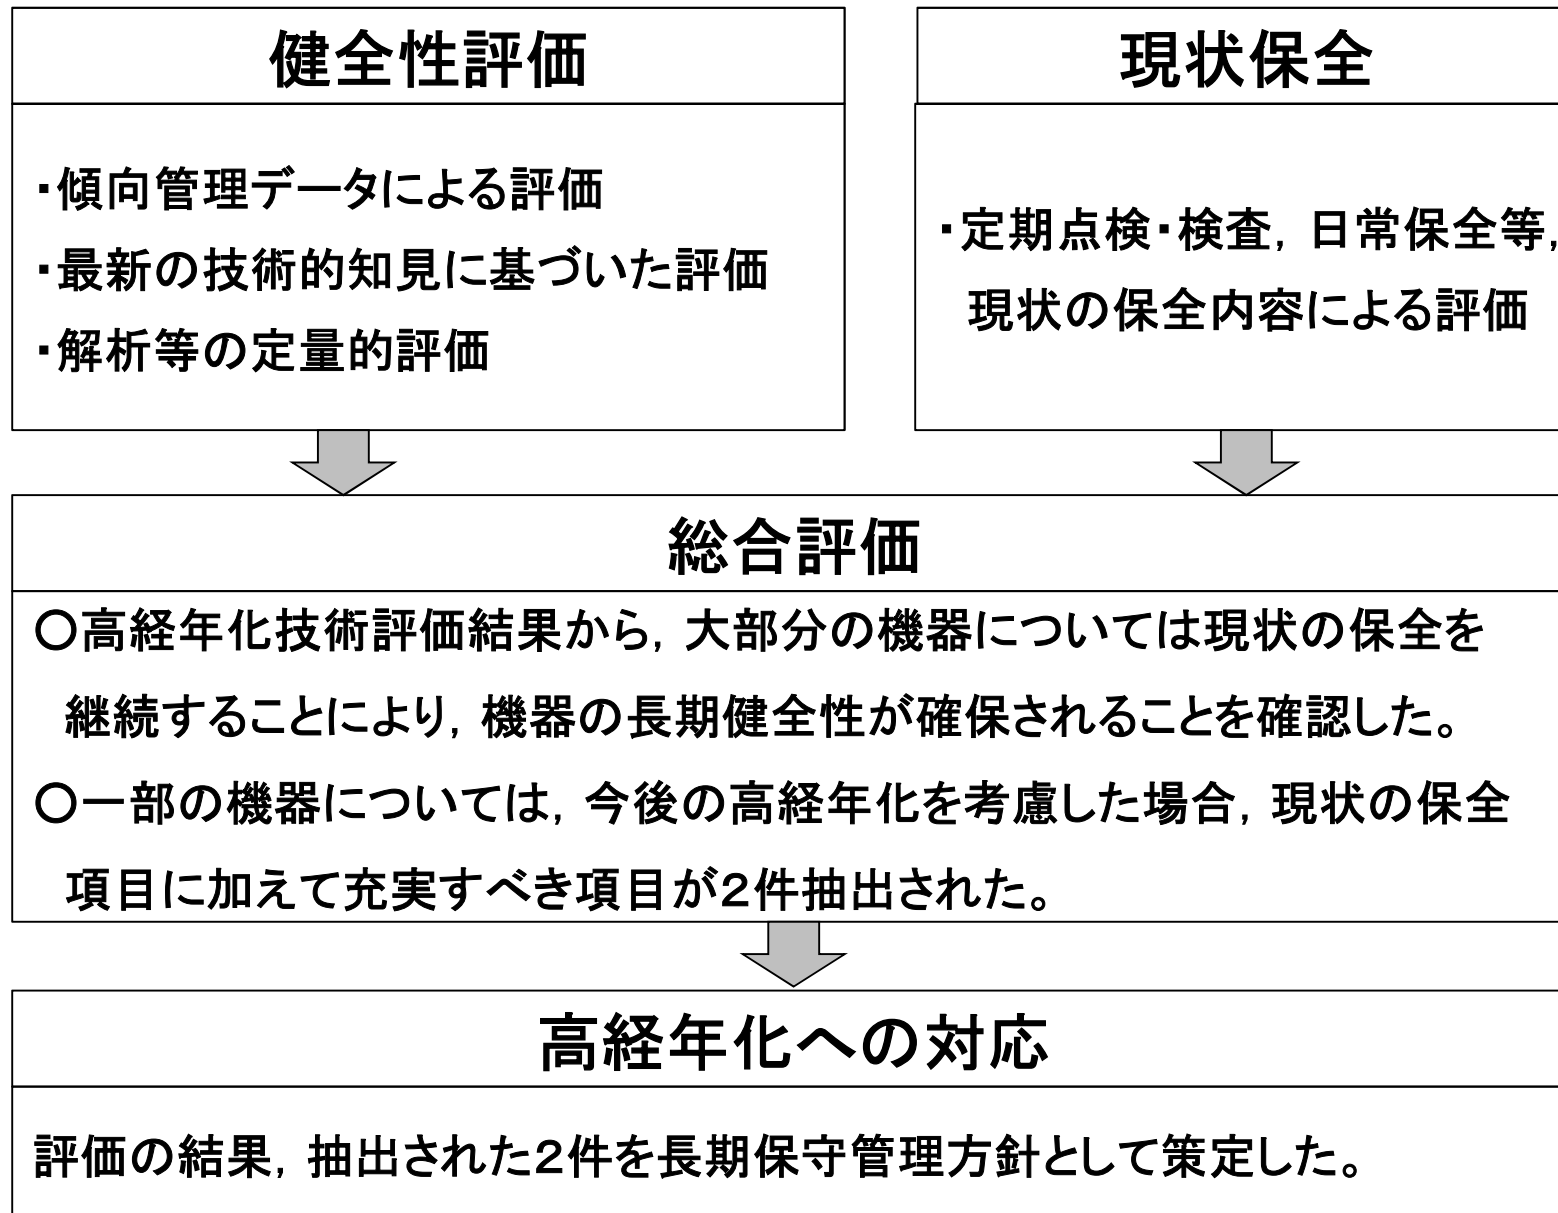 健全性評価
・傾向管理データによる評価
・最新の技術的知見に基づいた評価
・解析等の定量的評価
現状保全
・定期点検・検査，日常保全等，
現状の保全内容による評価
総合評価
○高経年化技術評価結果から，大部分の機器については現状の保全を
継続することにより，機器の長期健全性が確保されることを確認した。
○一部の機器については，今後の高経年化を考慮した場合，現状の保全
項目に加えて充実すべき項目が２件抽出された。
高経年化への対応
評価の結果，抽出された２件を長期保守管理方針として策定した。